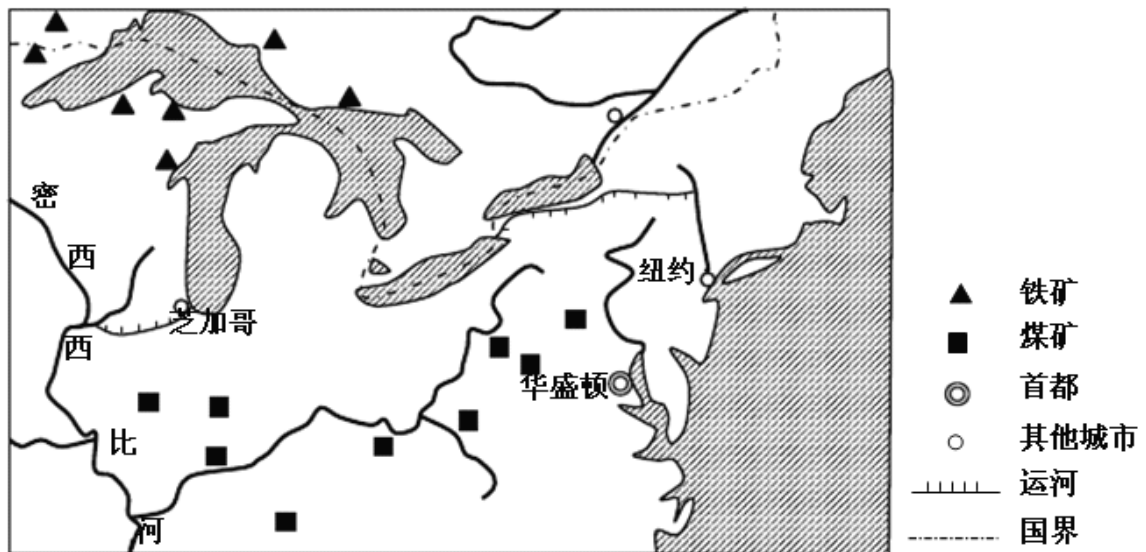 密
西
西
比
河
芝加哥
纽约
华盛顿
铁矿
煤矿
首都
其他城市
运河
国界